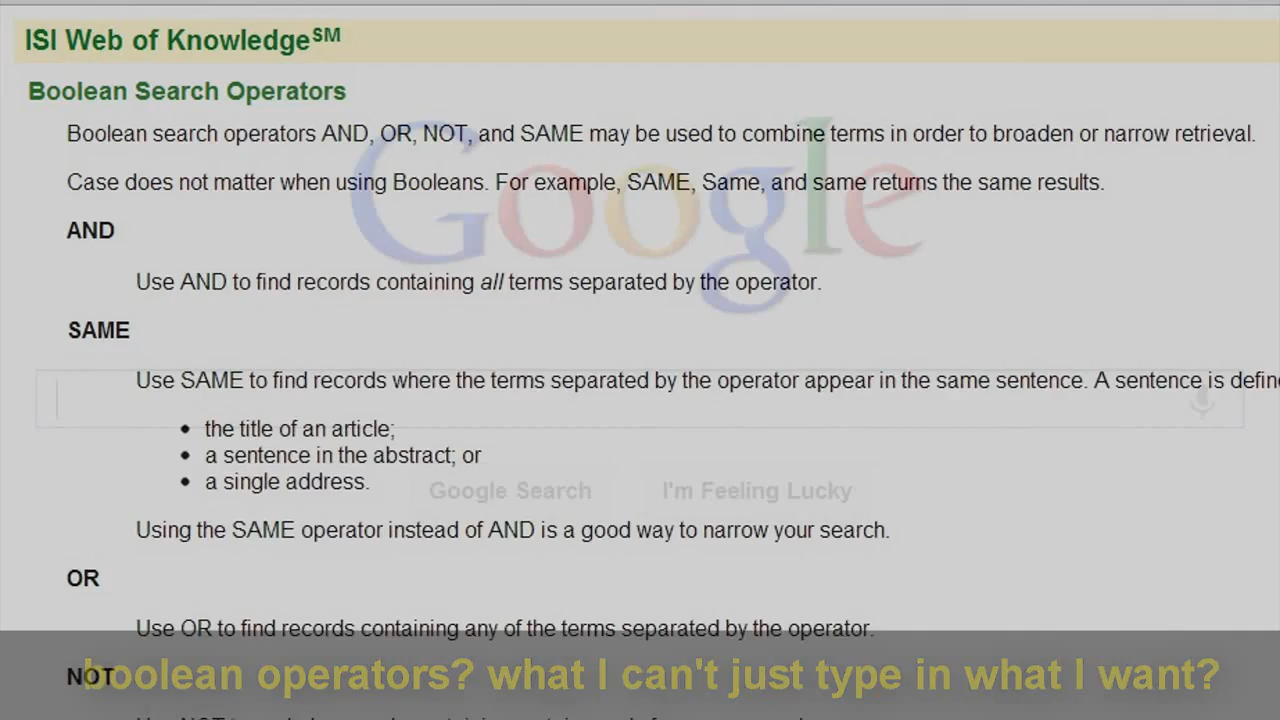 ISI Web of Knowledge℠
Boolean Search Operators
Boolean search operators AND, OR, NOT, and SAME may be used to combine terms in order to broaden or narrow retrieval.
Case does not matter when using Booleans. For example, SAME, Same, and same returns the same results.
Google
AND
Use AND to find records containing all terms separated by the operator.
SAME
Use SAME to find records where the terms separated by the operator appear in the same sentence. A sentence is
• the title of an article;
• a sentence in the abstract; or
• a single address.
Google Search I'm Feeling Lucky
Using the SAME operator instead of AND is a good way to narrow your search.
OR
Use OR to find records containing any of the terms separated by the operator.
NOT
boolean operators? what I can't just type in what I want?